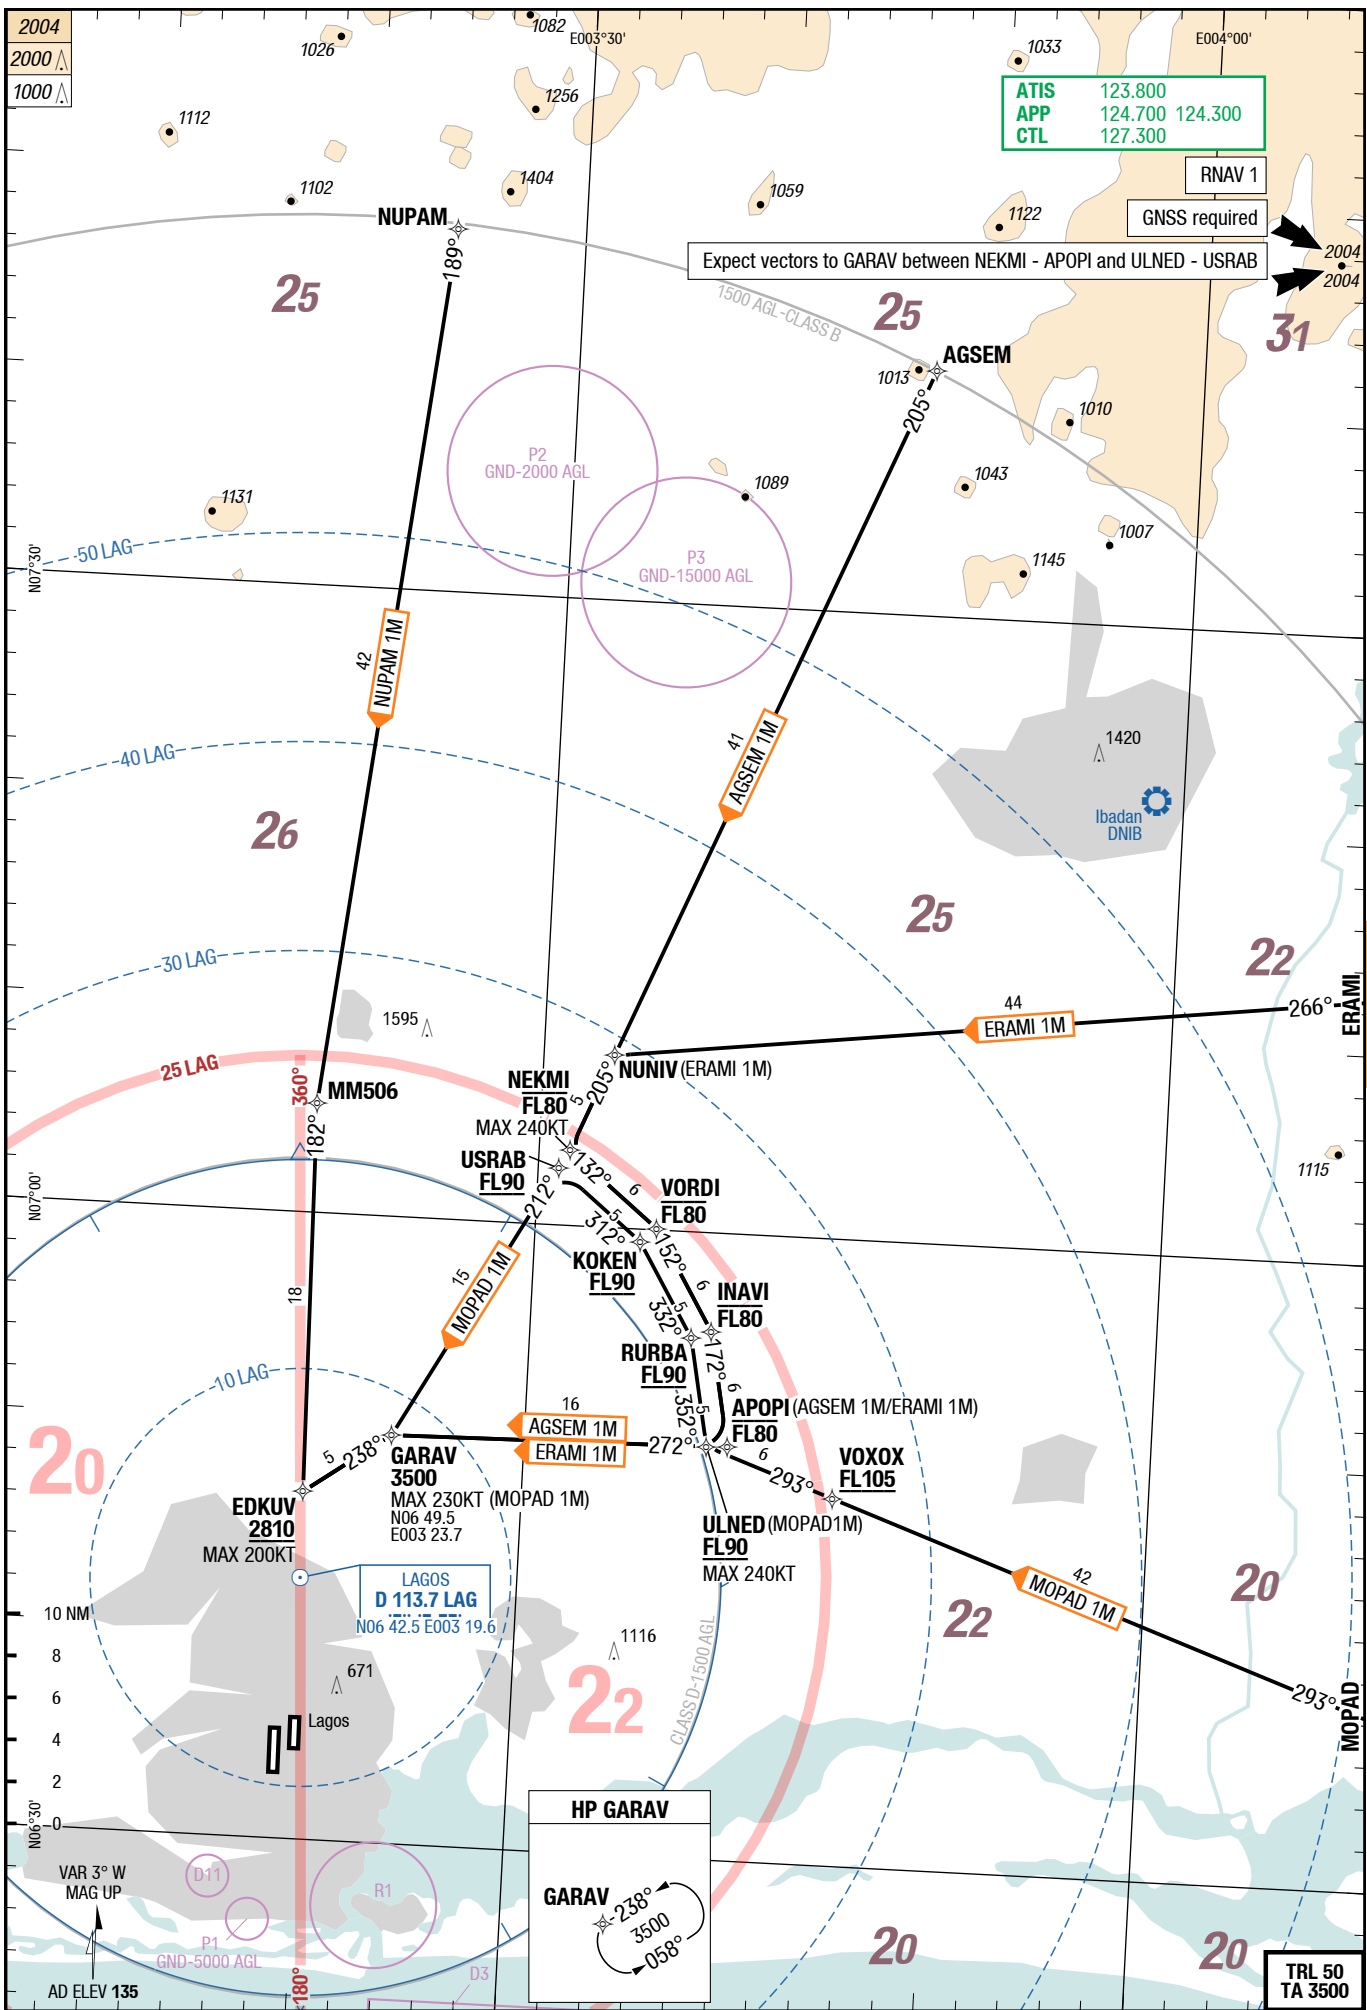 2004
2000
1000
1026
1082
E003°30'
1033
E004°00'
ATIS 123.800
APP 124.700 124.300
CTL 127.300
1112
1256
RNAV 1
1102
1404
1059
1122
GNSS required
NUPAM
189°
Expect vectors to GARAV between NEKMI - APOPI and ULNED - USRAB
2004
2004
25
1500 AGL-CLASS B
25
31
AGSEM
1013
205°
1010
P2
GND-2000 AGL
1131
1089
1043
1007
50 LAG
P3
GND-15000 AGL
1145
N07°30'
42
NUPAM 1M
41
AGSEM 1M
40 LAG
1420
Ibadan
DNIB
26
25
22
30 LAG
ERAMI
266°
44
ERAMI 1M
1595
25 LAG
360°
MM506
182°
NUNIV (ERAMI 1M)
205°
5
NEKMI
FL80
MAX 240KT
USRAB
FL90
132°
6
1115
VORDI
FL80
N07°00'
212°
5
312°
KOKEN
FL90
152°
6
15
MOPAD 1M
18
INAVI
FL80
5
332°
RURBA
FL90
172°
6
10 LAG
5
352°
APOPI (AGSEM 1M/ERAMI 1M)
FL80
16
AGSEM 1M
ERAMI 1M
272°
20
5
238°
GARAV
3500
MAX 230KT (MOPAD 1M)
N06 49.5
E003 23.7
6
293°
VOXOX
FL105
EDKUV
2810
MAX 200KT
ULNED (MOPAD1M)
FL90
MAX 240KT
LAGOS
D 113.7 LAG
N06 42.5 E003 19.6
42
MOPAD 1M
20
22
10 NM
8
6
4
2
0
1116
671
22
CLASS D-1500 AGL
293°
MOPAD
Lagos
N06°30'
HP GARAV
GARAV
238°
3500
058°
VAR 3° W
MAG UP
D11
R1
P1
GND-5000 AGL
D3
180°
AD ELEV 135
20
20
TRL 50
TA 3500